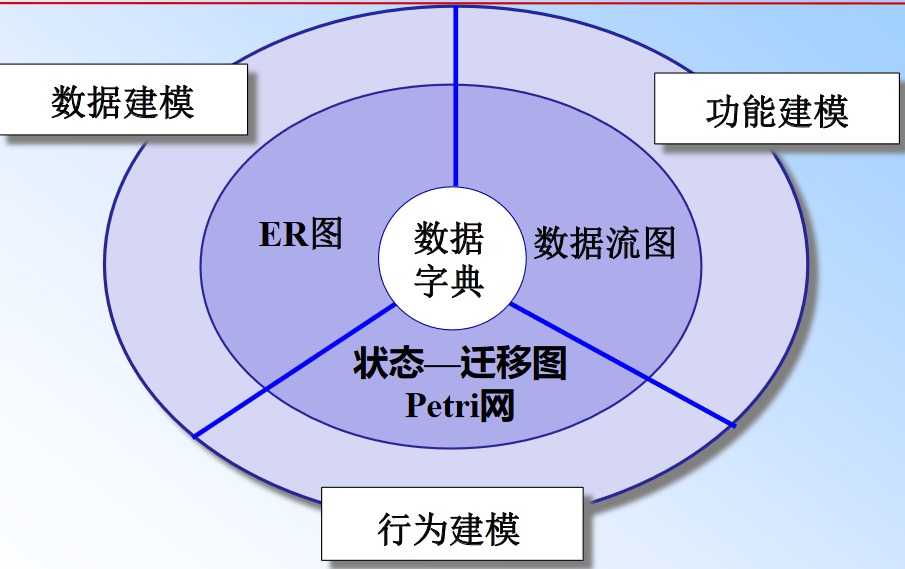 数据建模
功能建模
ER图
数据
字典
数据流图
状态—迁移图
Petri网
行为建模